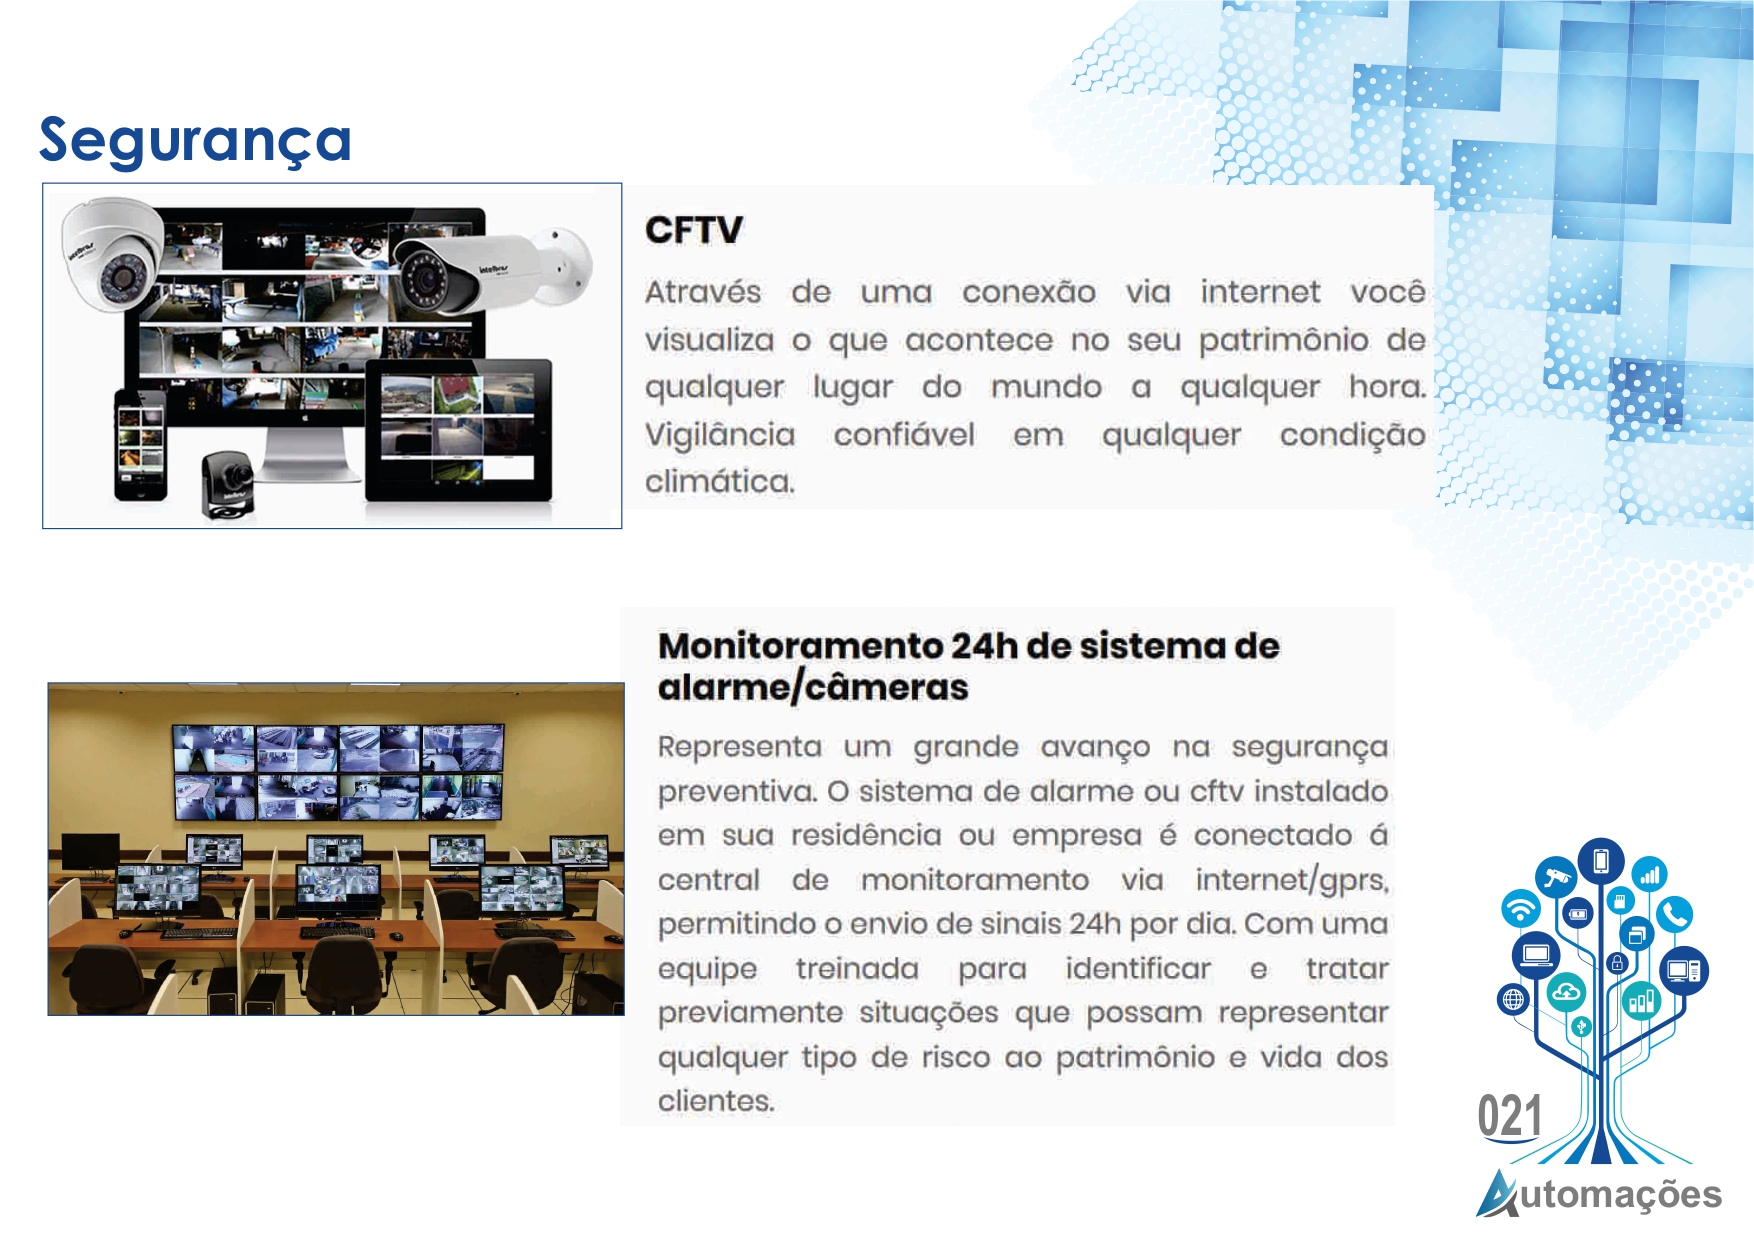 Segurança
intelbras
intelbras
intelbras
CFTV
Através de uma conexão via internet você
visualiza o que acontece no seu patrimônio de
qualquer lugar do mundo a qualquer hora.
Vigilância confiável em qualquer condição
climática.
Monitoramento 24h de sistema de
alarme/câmeras
Representa um grande avanço na segurança
preventiva. O sistema de alarme ou cftv instalado
em sua residência ou empresa é conectado á
central de monitoramento via internet/gprs,
permitindo o envio de sinais 24h por dia. Com uma
equipe treinada para identificar e tratar
previamente situações que possam representar
qualquer tipo de risco ao patrimônio e vida dos
clientes.
021
Automações